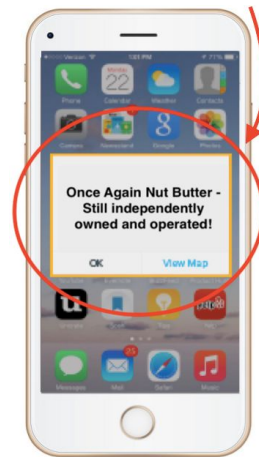 Verizon
1:51 PM
77%
22
Phone
Calendar
Weather
Contacts
Camera
Newsstand
Google
Photos
Once Again Nut Butter -
Still independently
owned and operated!
OK
View Map
Messages
Mail
Safari
Music